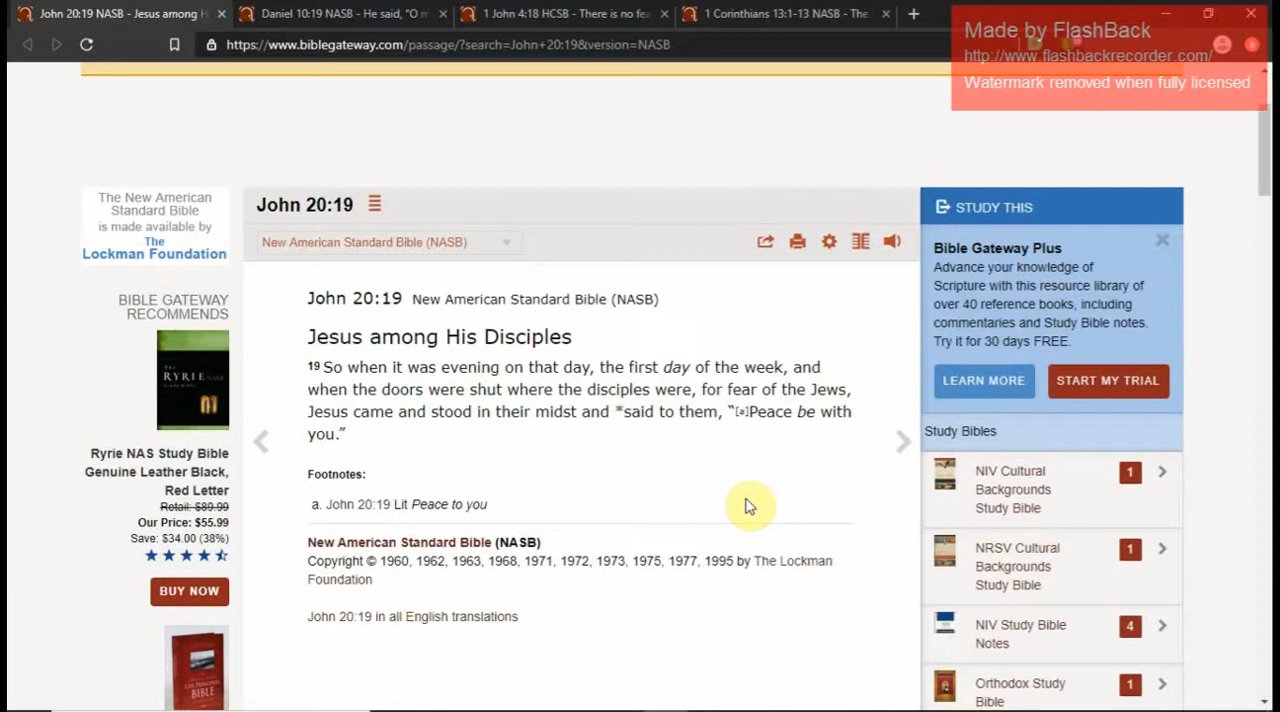 John 20:19 NASB - Jesus among H
Daniel 10:19 NASB - He said, “O m
1 John 4:18 HCSB - There is no fea
1 Corinthians 13:1-13 NASB - The
https://www.biblegateway.com/passage/?search=John+20:19&version=NASB
Made by FlashBack
http://www.flashbackrecorder.com/
Watermark removed when fully licensed
The New American
Standard Bible
is made available by
The
Lockman Foundation
BIBLE GATEWAY
RECOMMENDS
The
RYRIE NAS
Study Bible
Ryrie NAS Study Bible
Genuine Leather Black,
Red Letter
Retail: $89.99
Our Price: $55.99
Save: $34.00 (38%)
BUY NOW
BIBLE
John 20:19
New American Standard Bible (NASB)
John 20:19 New American Standard Bible (NASB)
Jesus among His Disciples
19 So when it was evening on that day, the first day of the week, and
when the doors were shut where the disciples were, for fear of the Jews,
Jesus came and stood in their midst and *said to them, “[a]Peace be with
you.”
Footnotes:
a. John 20:19 Lit Peace to you
New American Standard Bible (NASB)
Copyright © 1960, 1962, 1963, 1968, 1971, 1972, 1973, 1975, 1977, 1995 by The Lockman
Foundation
John 20:19 in all English translations
STUDY THIS
Bible Gateway Plus
Advance your knowledge of
Scripture with this resource library of
over 40 reference books, including
commentaries and Study Bible notes.
Try it for 30 days FREE.
LEARN MORE
START MY TRIAL
Study Bibles
NIV Cultural
Backgrounds
Study Bible
1
NRSV Cultural
Backgrounds
Study Bible
1
NIV Study Bible
Notes
4
Orthodox Study
Bible
1